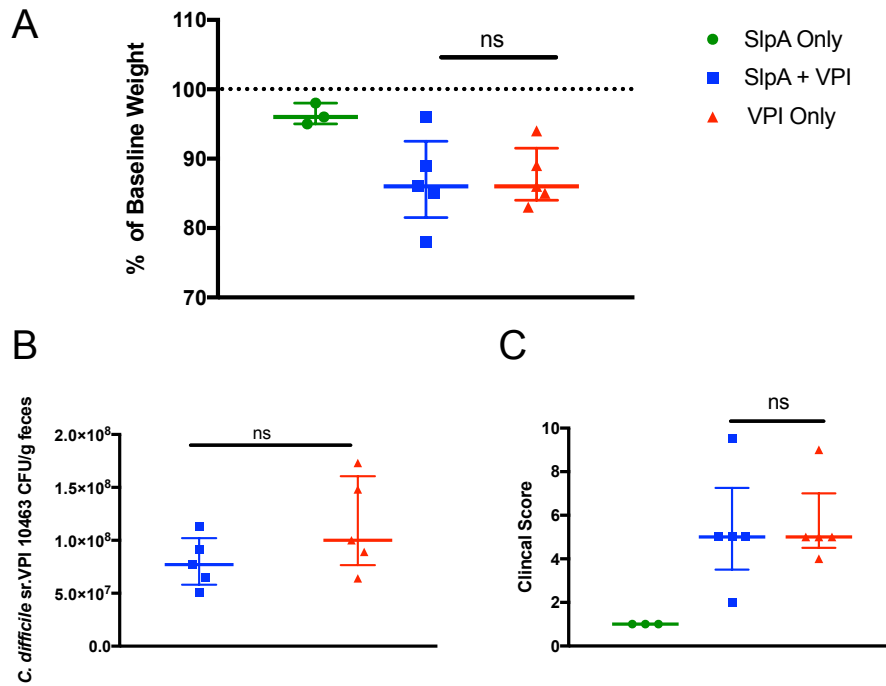 A
ns
SlpA Only
SlpA + VPI
VPI Only
% of Baseline Weight
110
100
90
80
70
B
ns
C. difficile sr.VPI 10463 CFU/g feces
2.0×10⁸
1.5×10⁸
1.0×10⁸
5.0×10⁷
0.0
C
ns
Clincal Score
10
8
6
4
2
0